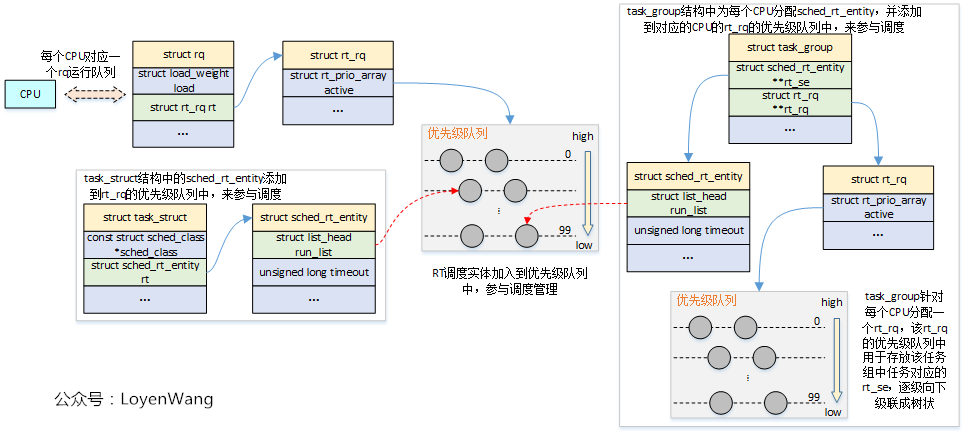 每个CPU对应一
个rq运行队列
CPU
struct rq
struct load_weight
load
struct rt_rq rt
...
struct rt_rq
struct rt_prio_array
active
...
task_struct结构中的sched_rt_entity添加
到rt_rq的优先级队列中，来参与调度
struct task_struct
const struct sched_class
*sched_class
struct sched_rt_entity
rt
...
struct sched_rt_entity
struct list_head
run_list
unsigned long timeout
...
优先级队列
high
0
...
99
low
RT调度实体加入到优先级队列
中，参与调度管理
task_group结构中为每个CPU分配sched_rt_entity，并添加
到对应的CPU的rt_rq的优先级队列中，来参与调度
struct task_group
struct sched_rt_entity
**rt_se
struct rt_rq
**rt_rq
...
struct sched_rt_entity
struct list_head
run_list
unsigned long timeout
...
struct rt_rq
struct rt_prio_array
active
...
优先级队列
high
0
...
99
low
task_group针对
每个CPU分配一
个rt_rq，该rt_rq
的优先级队列中
用于存放该任务
组中任务对应的
rt_se，逐级向下
级联成树状
公众号：LoyenWang